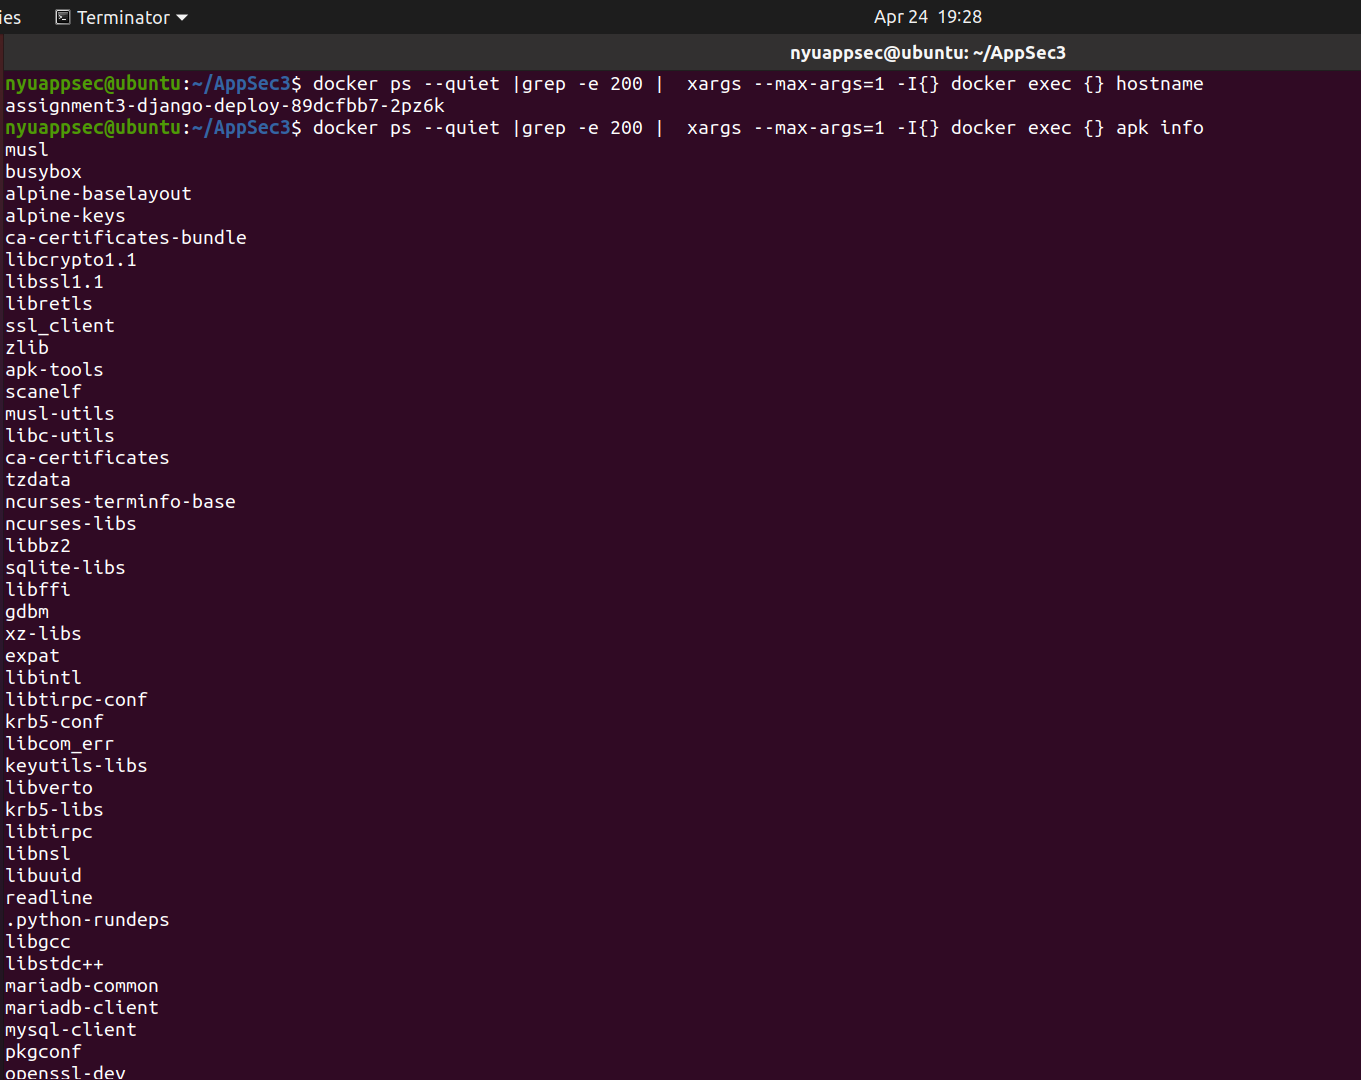 ies Terminator Apr 24 19:28
nyuappsec@ubuntu: ~/AppSec3
nyuappsec@ubuntu:~/AppSec3$ docker ps --quiet |grep -e 200 |  xargs --max-args=1 -I{} docker exec {} hostname
assignment3-django-deploy-89dcfbb7-2pz6k
nyuappsec@ubuntu:~/AppSec3$ docker ps --quiet |grep -e 200 |  xargs --max-args=1 -I{} docker exec {} apk info
musl
busybox
alpine-baselayout
alpine-keys
ca-certificates-bundle
libcrypto1.1
libssl1.1
libretls
ssl_client
zlib
apk-tools
scanelf
musl-utils
libc-utils
ca-certificates
tzdata
ncurses-terminfo-base
ncurses-libs
libbz2
sqlite-libs
libffi
gdbm
xz-libs
expat
libintl
libtirpc-conf
krb5-conf
libcom_err
keyutils-libs
libverto
krb5-libs
libtirpc
libnsl
libuuid
readline
.python-rundeps
libgcc
libstdc++
mariadb-common
mariadb-client
mysql-client
pkgconf
openssl-dev